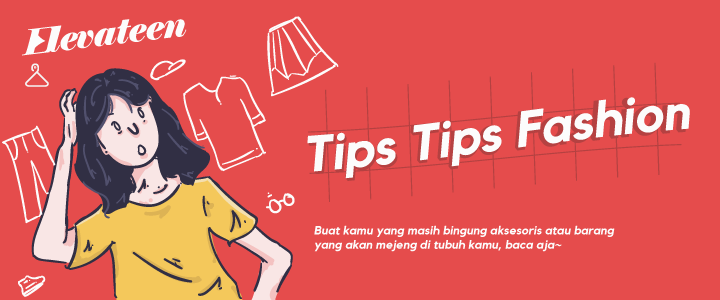 Elevateen
Tips Tips Fashion
Buat kamu yang masih bingung aksesoris atau barang
yang akan mejeng di tubuh kamu, baca aja~